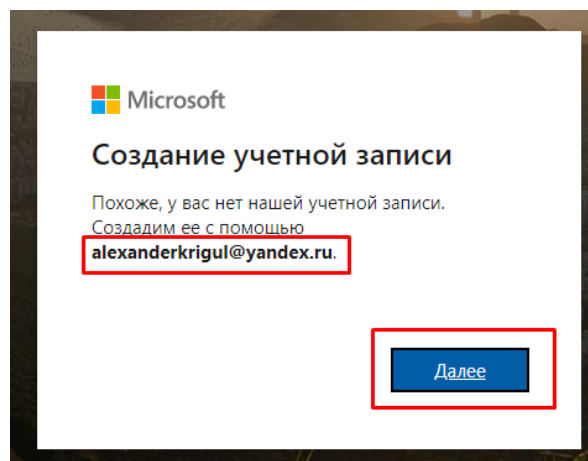 Microsoft
Создание учетной записи
Похоже, у вас нет нашей учетной записи.
Создадим ее с помощью
alexanderkrigul@yandex.ru.
Далее